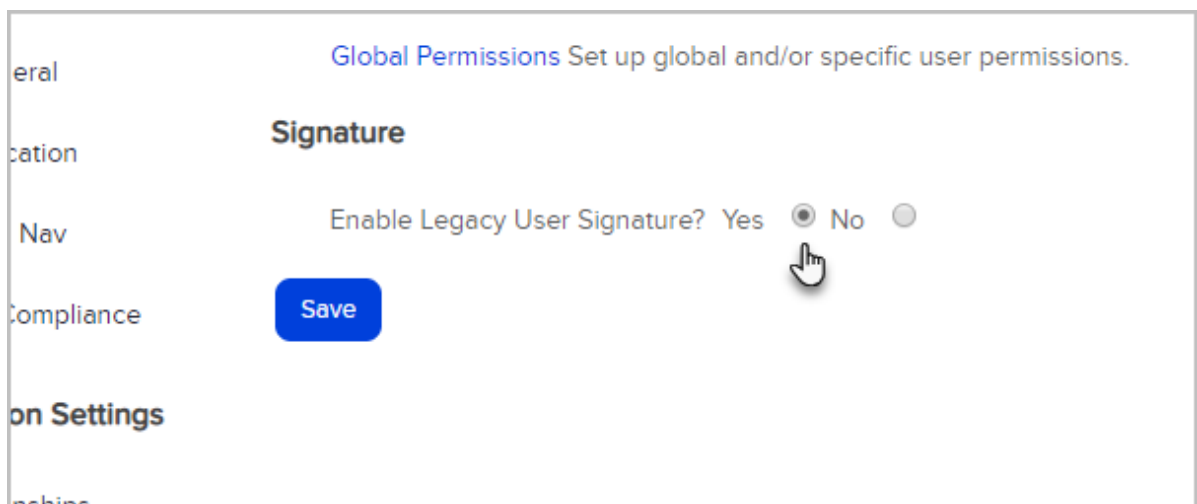 Global Permissions Set up global and/or specific user permissions.
eral
Signature
cation
Enable Legacy User Signature? Yes No
Nav
Save
Compliance
on Settings